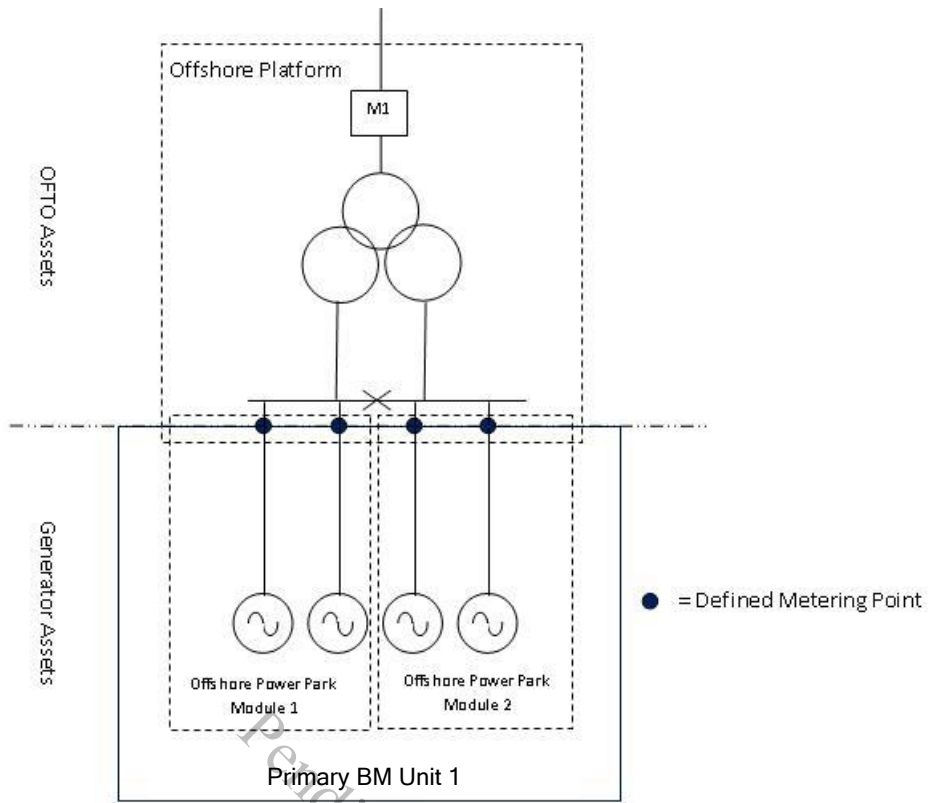 Offshore Platform
M1
OFTO Assets
Generator Assets
= Defined Metering Point
Offshore Power Park
Module 1
Offshore Power Park
Module 2
Primary BM Unit 1